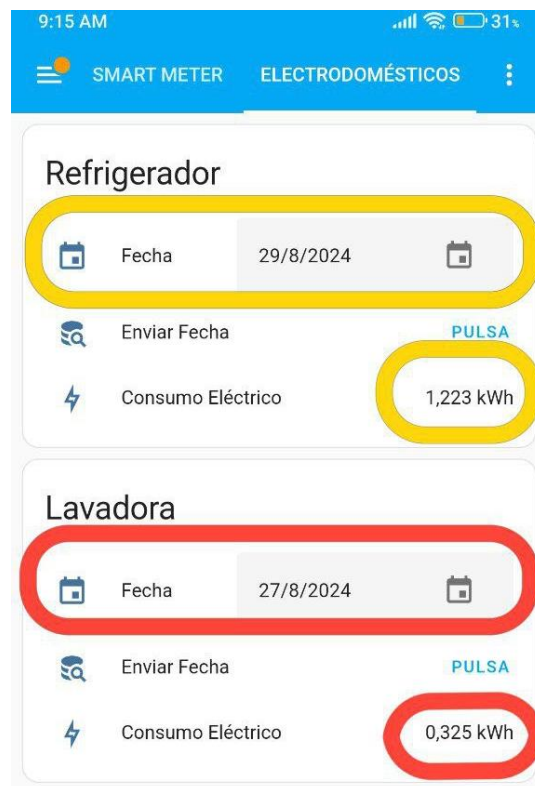 9:15 AM 31%
SMART METER ELECTRODOMÉSTICOS
Refrigerador
Fecha 29/8/2024
Enviar Fecha PULSA
Consumo Eléctrico 1,223 kWh
Lavadora
Fecha 27/8/2024
Enviar Fecha PULSA
Consumo Eléctrico 0,325 kWh